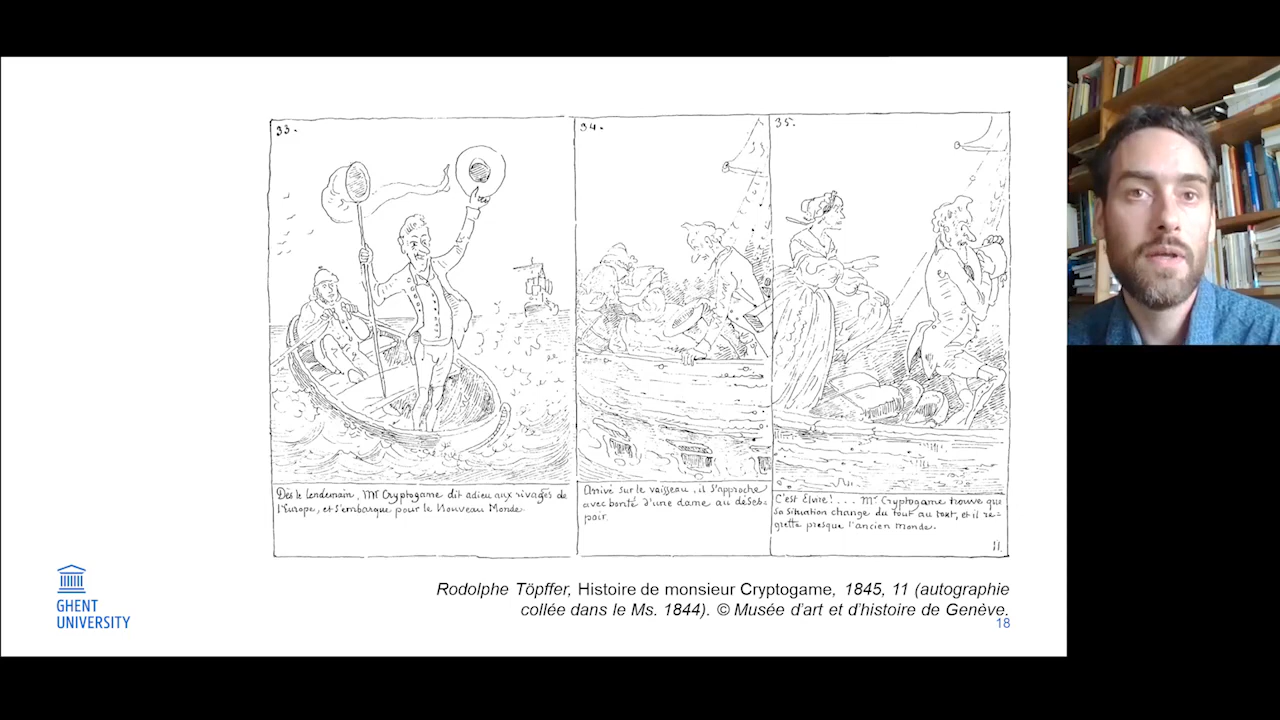 33.
34.
35.
Dès le lendemain, Mr Cryptogame dit adieu aux rivages de
l'Europe, et s'embarque pour le Nouveau Monde.
Arrivé sur le vaisseau, il s'approche
avec bonté d'une dame au déses-
poir.
C'est Elvire!... Mr Cryptogame trouve que
sa situation change du tout au tout, et il re-
grette presque l'ancien monde.
11.
Rodolphe Töpffer, Histoire de monsieur Cryptogame, 1845, 11 (autographie
collée dans le Ms. 1844). © Musée d'art et d'histoire de Genève.
18
GHENT
UNIVERSITY